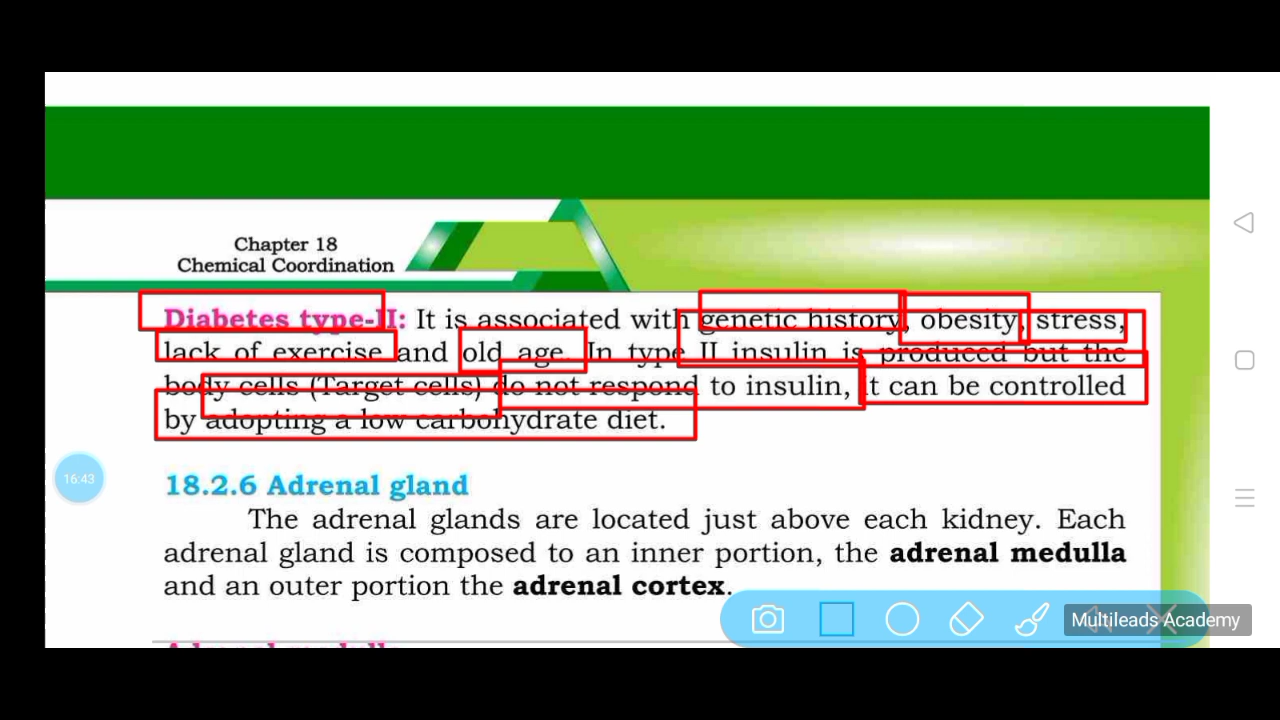 Chapter 18
Chemical Coordination
Diabetes type-II: It is associated with genetic history, obesity, stress,
lack of exercise and old age. In type II insulin is produced but the
body cells (Target cells) do not respond to insulin, it can be controlled
by adopting a low carbohydrate diet.
16:43
18.2.6 Adrenal gland
The adrenal glands are located just above each kidney. Each
adrenal gland is composed to an inner portion, the adrenal medulla
and an outer portion the adrenal cortex.
Multileads Academy